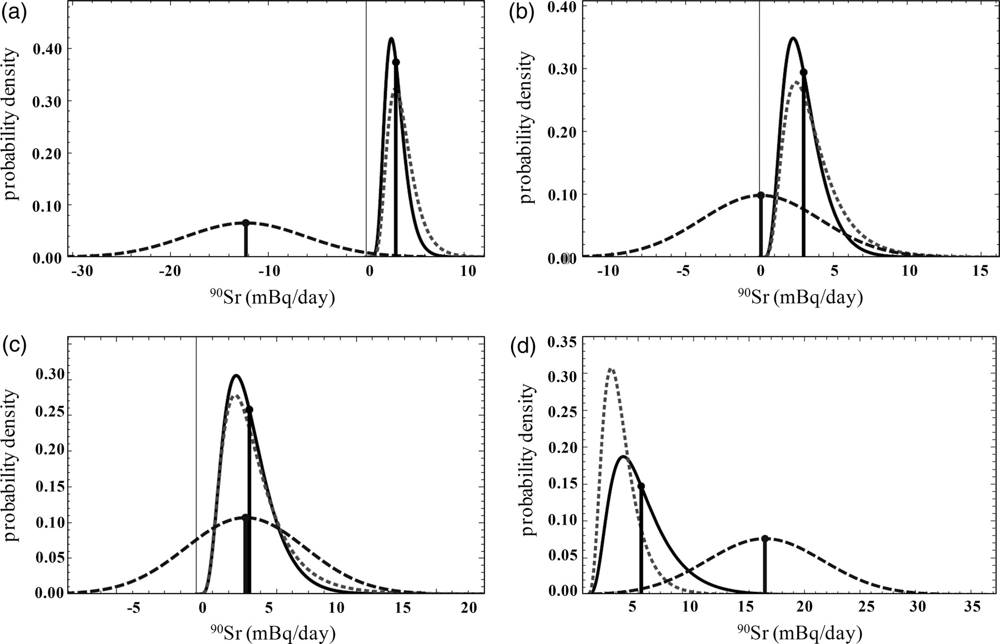 (a)
probability density
0.40
0.30
0.20
0.10
0.00
-30 -20 -10 0 10
90Sr (mBq/day)
(b)
probability density
0.40
0.30
0.20
0.10
0.00
-10 -5 0 5 10 15
90Sr (mBq/day)
(c)
probability density
0.30
0.25
0.20
0.15
0.10
0.05
0.00
-5 0 5 10 15 20
90Sr (mBq/day)
(d)
probability density
0.35
0.30
0.25
0.20
0.15
0.10
0.05
0.00
5 10 15 20 25 30 35
90Sr (mBq/day)